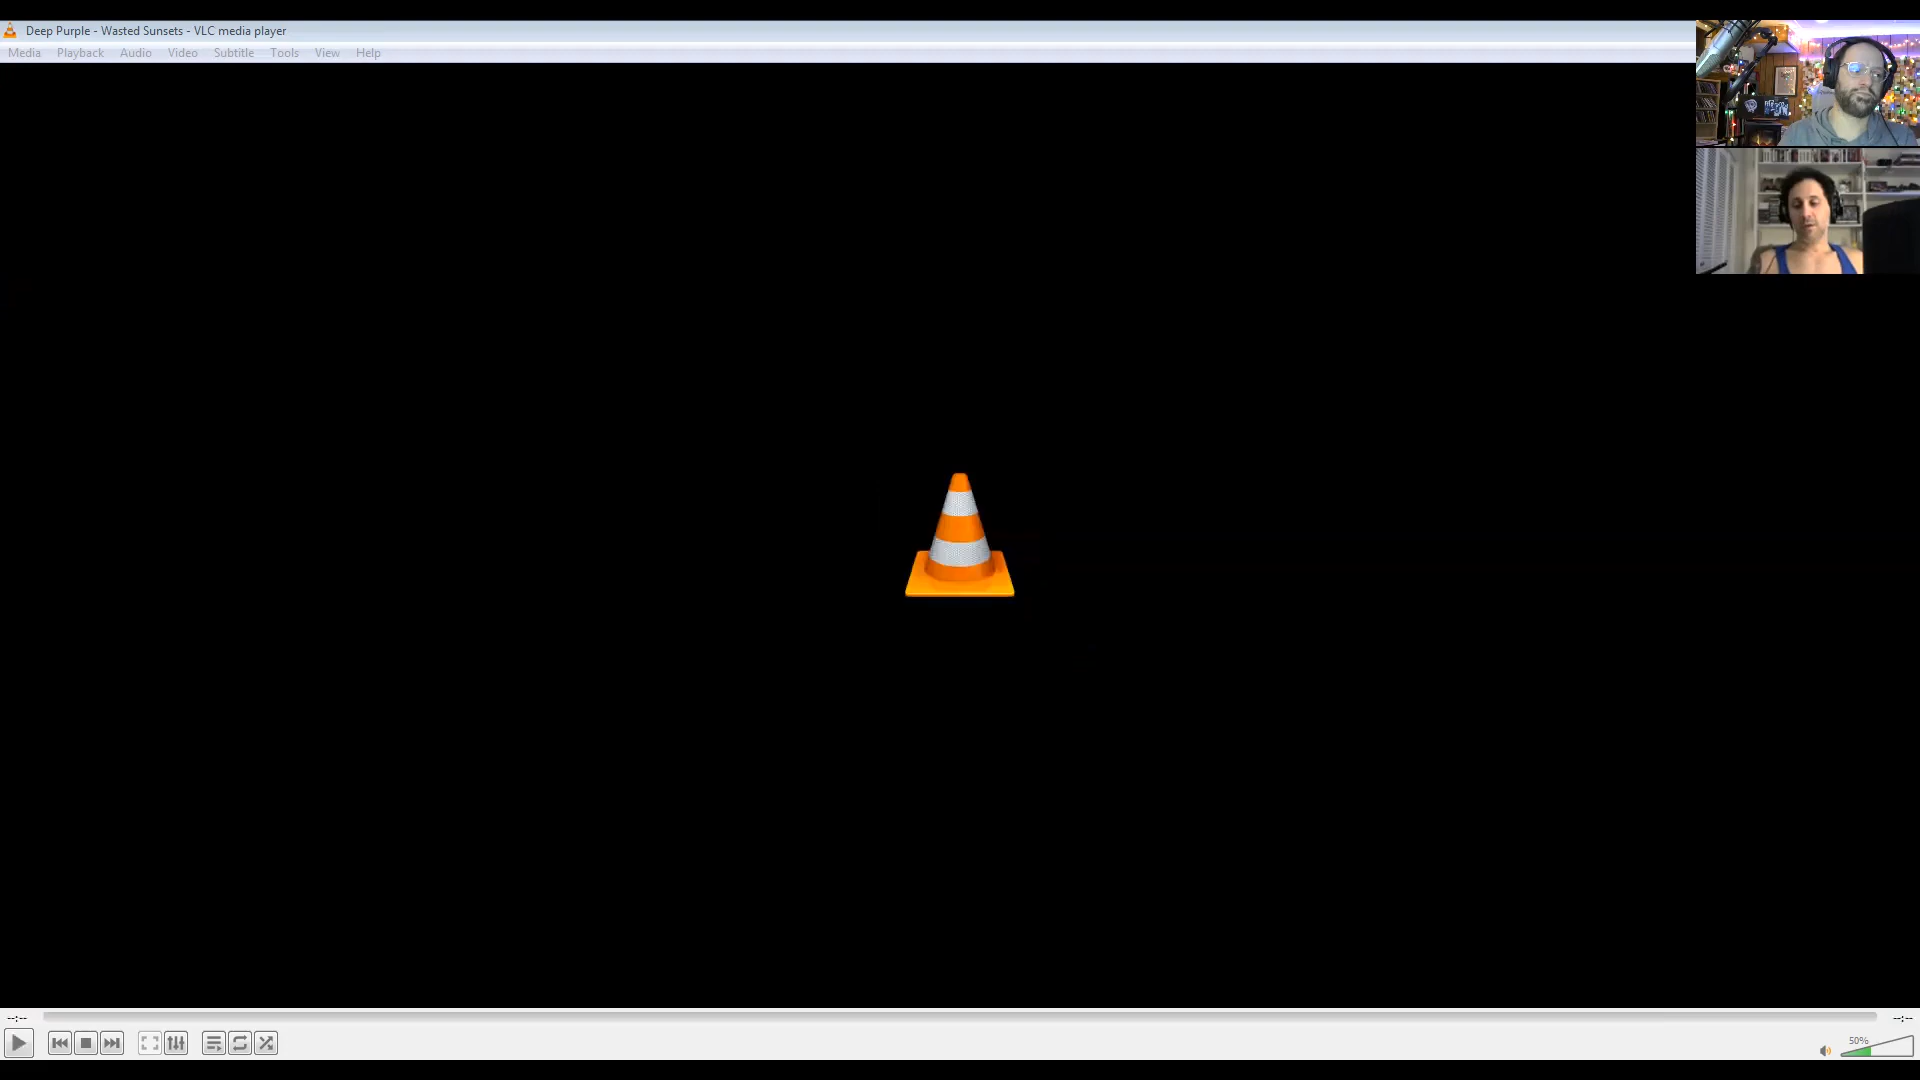 Deep Purple - Wasted Sunsets - VLC media player
Media Playback Audio Video Subtitle Tools View Help
--:-- --:--
50%